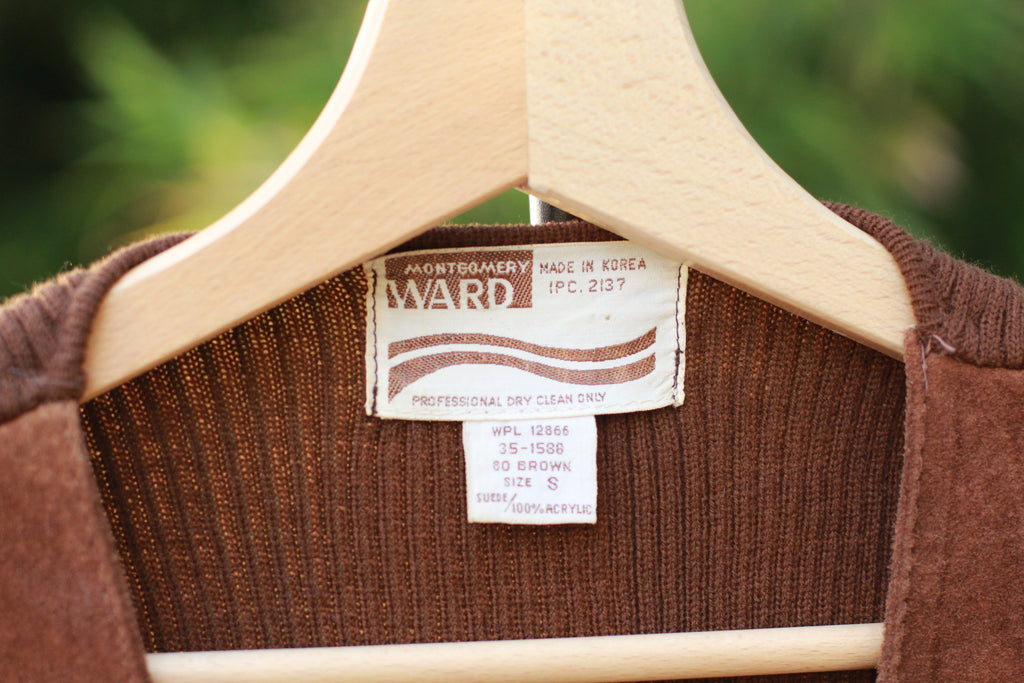 MONTGOMERY
WARD
MADE IN KOREA
IPC. 2137
PROFESSIONAL DRY CLEAN ONLY
WPL 12866
35-1588
80 BROWN
SIZE S
SUEDE/100% ACRYLIC